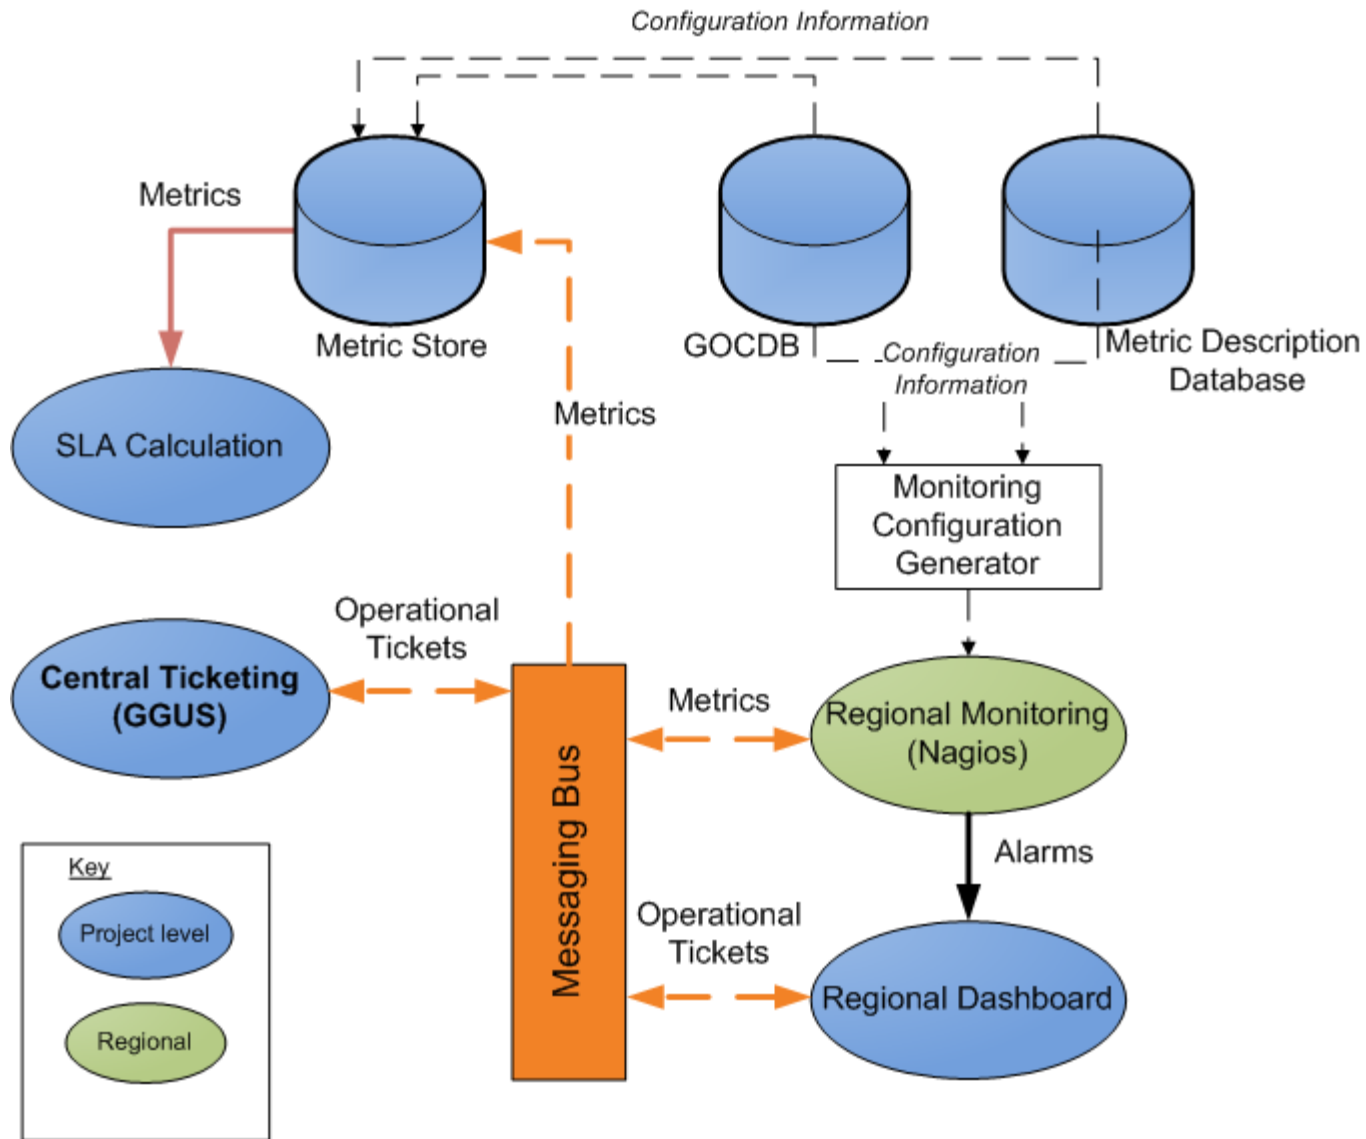 Configuration Information
Metrics
Metric Store
GOCDB
Configuration
Information
Metric Description
Database
Metrics
SLA Calculation
Monitoring
Configuration
Generator
Operational
Tickets
Central Ticketing
(GGUS)
Metrics
Regional Monitoring
(Nagios)
Messaging Bus
Alarms
Key
Project level
Regional
Operational
Tickets
Regional Dashboard